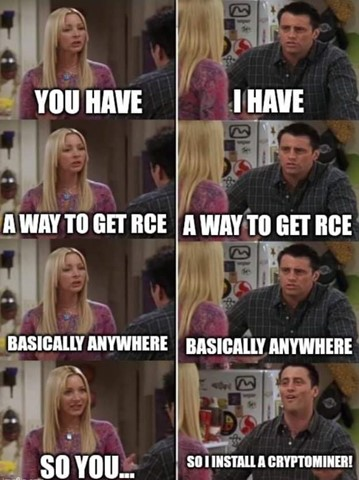 YOU HAVE
I HAVE
A WAY TO GET RCE
A WAY TO GET RCE
BASICALLY ANYWHERE
BASICALLY ANYWHERE
SO YOU...
SO I INSTALL A CRYPTOMINER!